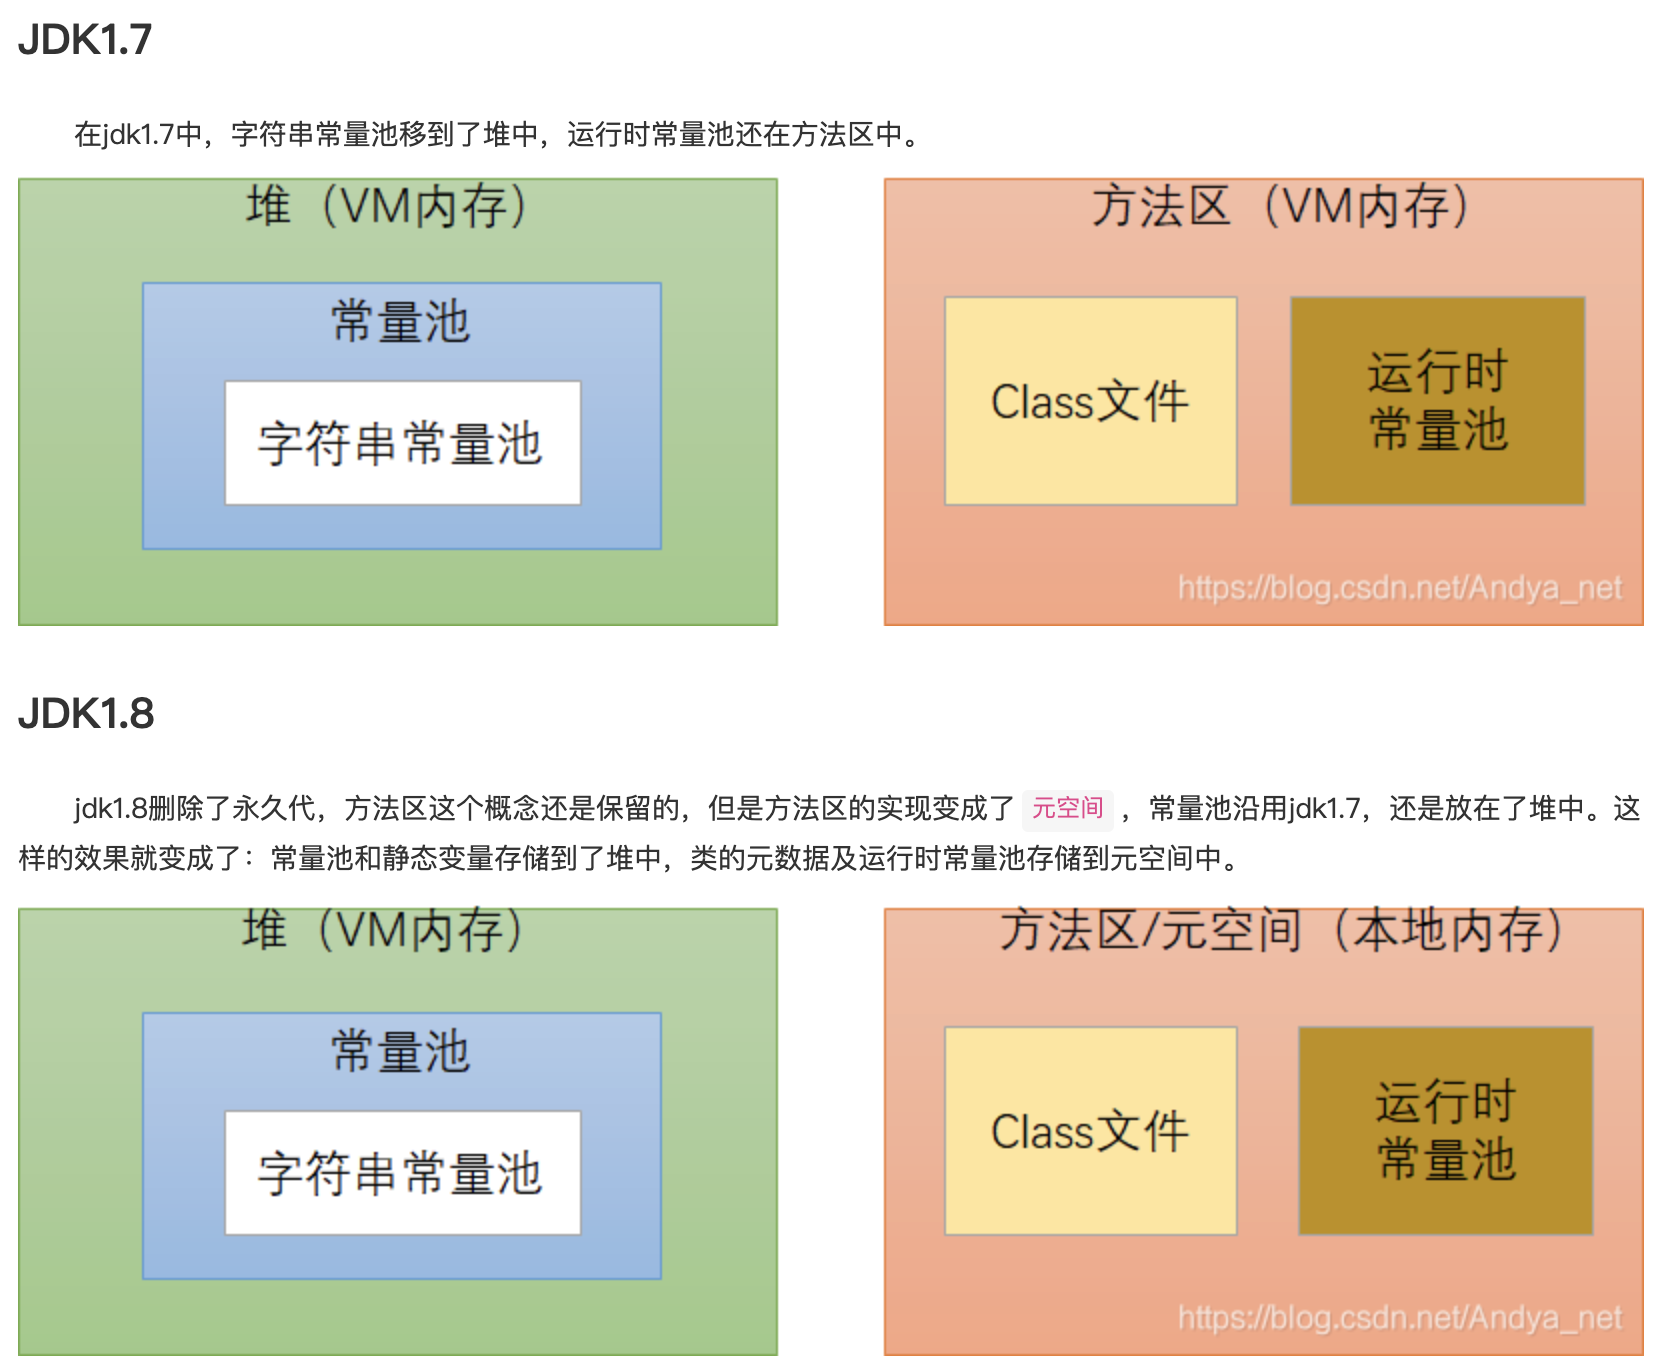 JDK1.7
在jdk1.7中，字符串常量池移到了堆中，运行时常量池还在方法区中。
堆（VM内存）
常量池
字符串常量池
方法区（VM内存）
Class文件
运行时
常量池
https://blog.csdn.net/Andya_net
JDK1.8
jdk1.8删除了永久代，方法区这个概念还是保留的，但是方法区的实现变成了 元空间 ，常量池沿用jdk1.7，还是放在了堆中。这
样的效果就变成了：常量池和静态变量存储到了堆中，类的元数据及运行时常量池存储到元空间中。
堆（VM内存）
常量池
字符串常量池
方法区/元空间（本地内存）
Class文件
运行时
常量池
https://blog.csdn.net/Andya_net